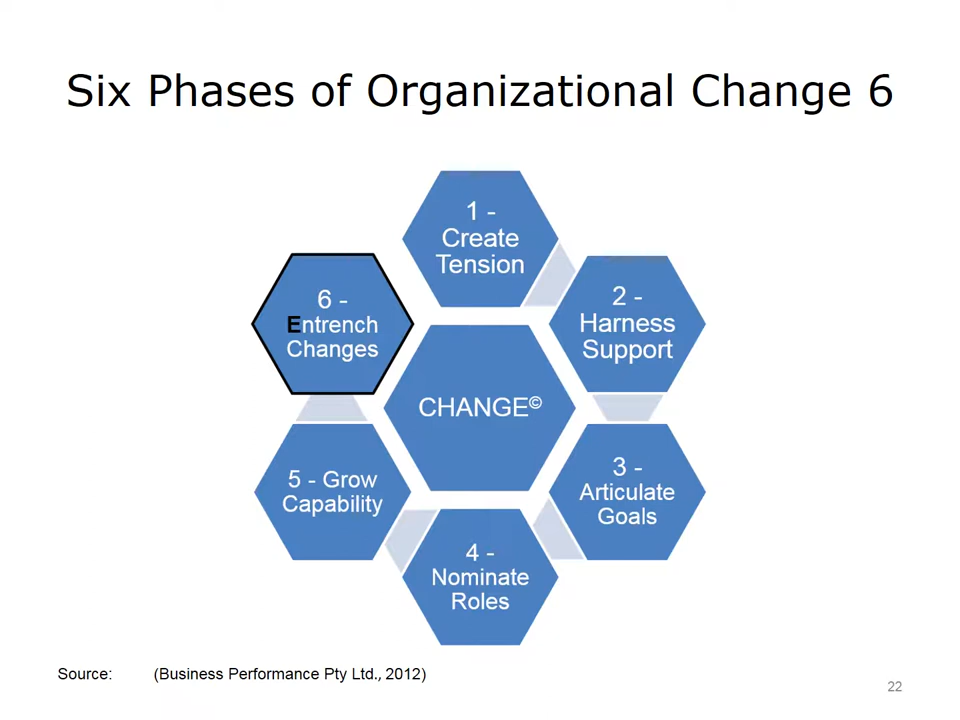 Six Phases of Organizational Change 6
1 -
Create
Tension
2 -
Harness
Support
3 -
Articulate
Goals
4 -
Nominate
Roles
5 - Grow
Capability
6 -
Entrench
Changes
CHANGE©
Source: (Business Performance Pty Ltd., 2012)
22